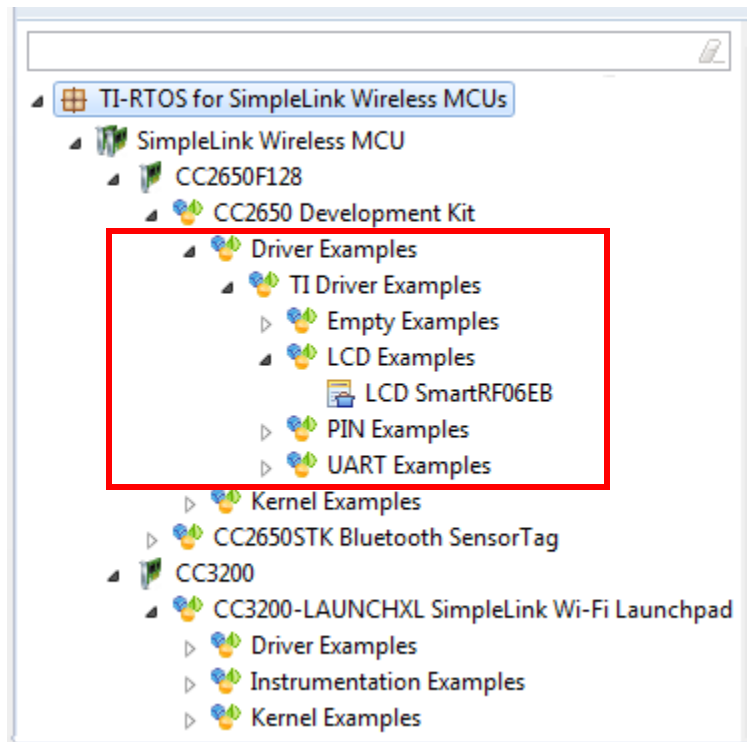 TI-RTOS for SimpleLink Wireless MCUs
SimpleLink Wireless MCU
CC2650F128
CC2650 Development Kit
Driver Examples
TI Driver Examples
Empty Examples
LCD Examples
LCD SmartRF06EB
PIN Examples
UART Examples
Kernel Examples
CC2650STK Bluetooth SensorTag
CC3200
CC3200-LAUNCHXL SimpleLink Wi-Fi Launchpad
Driver Examples
Instrumentation Examples
Kernel Examples